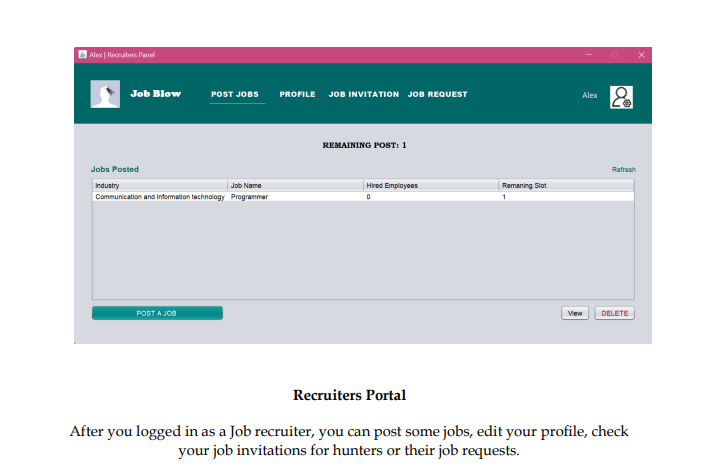 Alex | Recruiters Panel
Job Blow POST JOBS PROFILE JOB INVITATION JOB REQUEST Alex
REMAINING POST: 1
Jobs Posted Refresh
Industry Job Name Hired Employees Remaning Slot
Communication and Information technology Programmer 0 1
POST A JOB View DELETE
Recruiters Portal
After you logged in as a Job recruiter, you can post some jobs, edit your profile, check
your job invitations for hunters or their job requests.